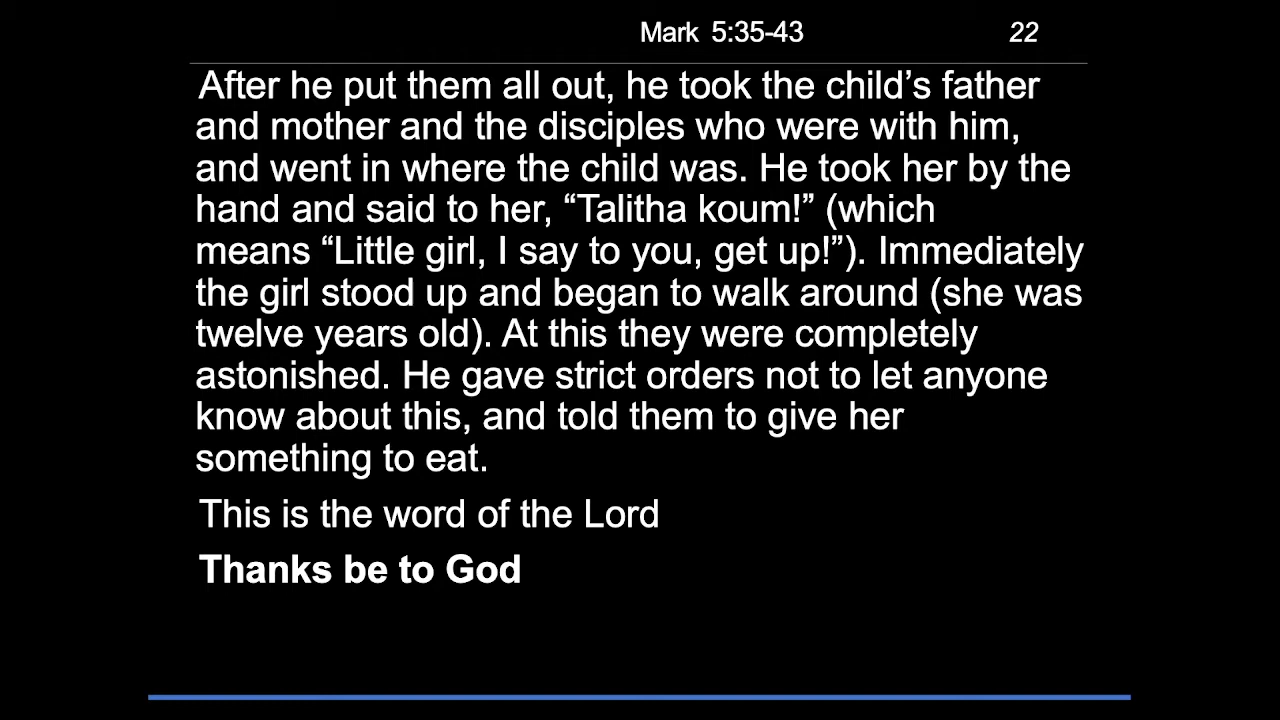 Mark 5:35-43 22
After he put them all out, he took the child’s father
and mother and the disciples who were with him,
and went in where the child was. He took her by the
hand and said to her, “Talitha koum!” (which
means “Little girl, I say to you, get up!”). Immediately
the girl stood up and began to walk around (she was
twelve years old). At this they were completely
astonished. He gave strict orders not to let anyone
know about this, and told them to give her
something to eat.
This is the word of the Lord
Thanks be to God